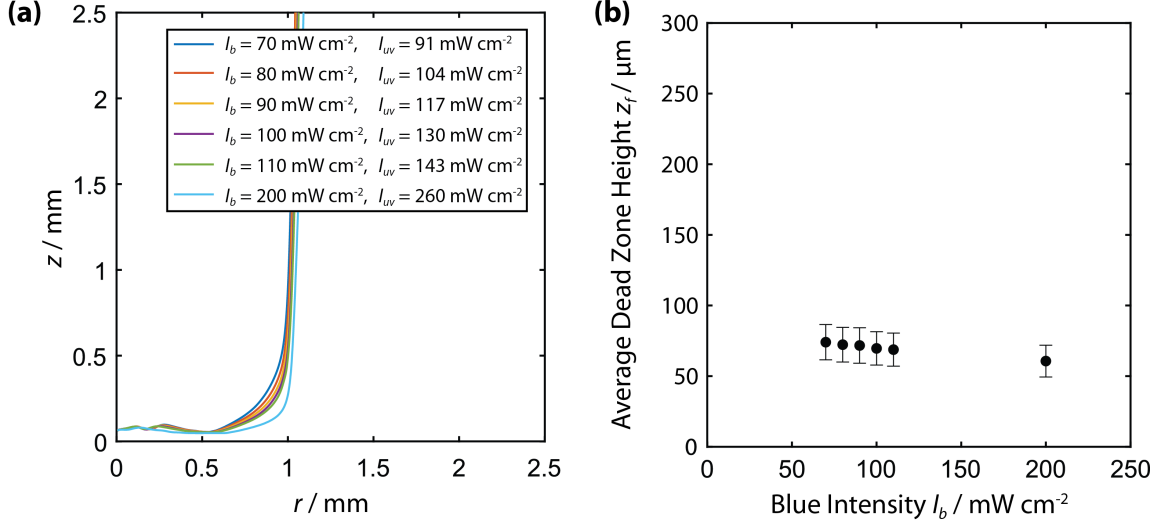 (a)
2.5
2
1.5
1
0.5
0
z / mm
I_b = 70 mW cm⁻², I_uv = 91 mW cm⁻²
I_b = 80 mW cm⁻², I_uv = 104 mW cm⁻²
I_b = 90 mW cm⁻², I_uv = 117 mW cm⁻²
I_b = 100 mW cm⁻², I_uv = 130 mW cm⁻²
I_b = 110 mW cm⁻², I_uv = 143 mW cm⁻²
I_b = 200 mW cm⁻², I_uv = 260 mW cm⁻²
0 0.5 1 1.5 2 2.5
r / mm
(b)
300
250
200
150
100
50
0
Average Dead Zone Height z_f / μm
0 50 100 150 200 250
Blue Intensity I_b / mW cm⁻²